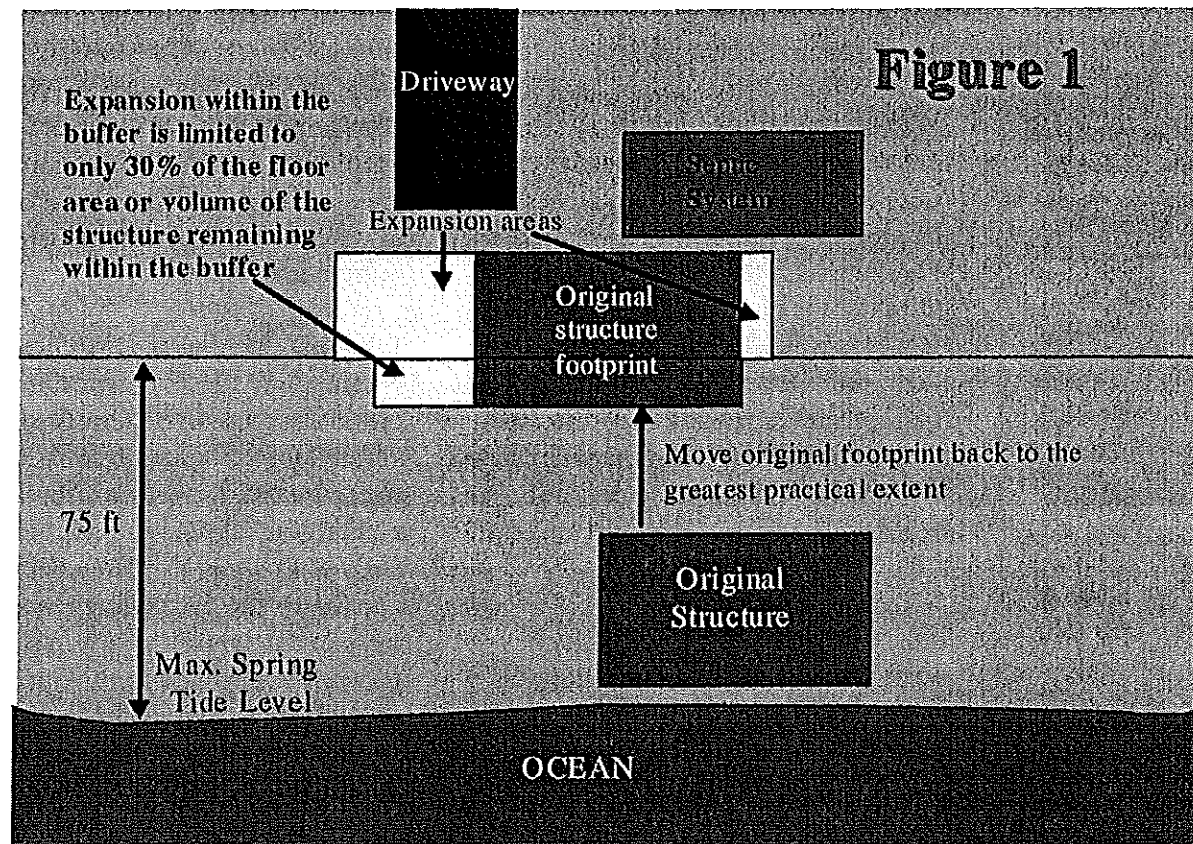 Figure 1
Driveway
Expansion within the
buffer is limited to
only 30% of the floor
area or volume of the
structure remaining
within the buffer
Septic
System
Expansion areas
Original
structure
footprint
Move original footprint back to the
greatest practical extent
75 ft
Original
Structure
Max. Spring
Tide Level
OCEAN